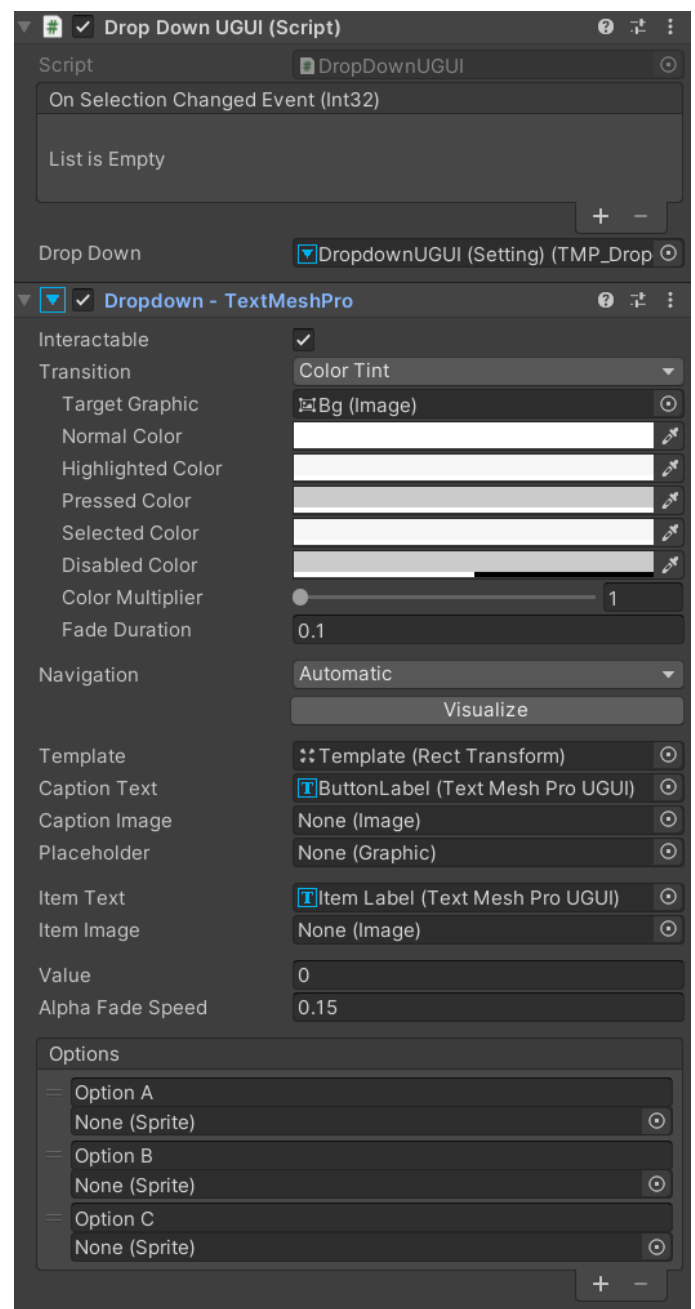 Drop Down UGUI (Script)
Script DropDownUGUI
On Selection Changed Event (Int32)
List is Empty
Drop Down DropdownUGUI (Setting) (TMP_Drop
Dropdown - TextMeshPro
Interactable
Transition Color Tint
Target Graphic Bg (Image)
Normal Color
Highlighted Color
Pressed Color
Selected Color
Disabled Color
Color Multiplier 1
Fade Duration 0.1
Navigation Automatic
Visualize
Template Template (Rect Transform)
Caption Text ButtonLabel (Text Mesh Pro UGUI)
Caption Image None (Image)
Placeholder None (Graphic)
Item Text Item Label (Text Mesh Pro UGUI)
Item Image None (Image)
Value 0
Alpha Fade Speed 0.15
Options
Option A
None (Sprite)
Option B
None (Sprite)
Option C
None (Sprite)